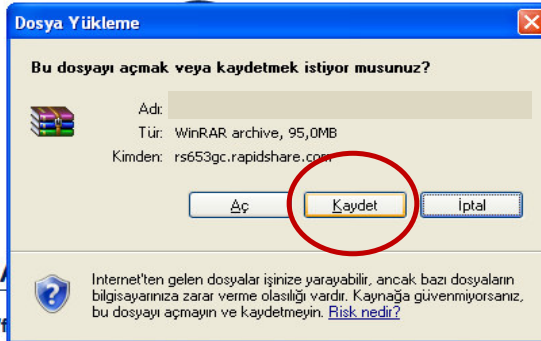 Dosya Yükleme
Bu dosyayı açmak veya kaydetmek istiyor musunuz?
Adı:
Tür: WinRAR archive, 95,0MB
Kimden: rs653gc.rapidshare.com
Aç Kaydet İptal
Internet'ten gelen dosyalar işinize yarayabilir, ancak bazı dosyaların
bilgisayarınıza zarar verme olasılığı vardır. Kaynağa güvenmiyorsanız,
bu dosyayı açmayın ve kaydetmeyin. Risk nedir?